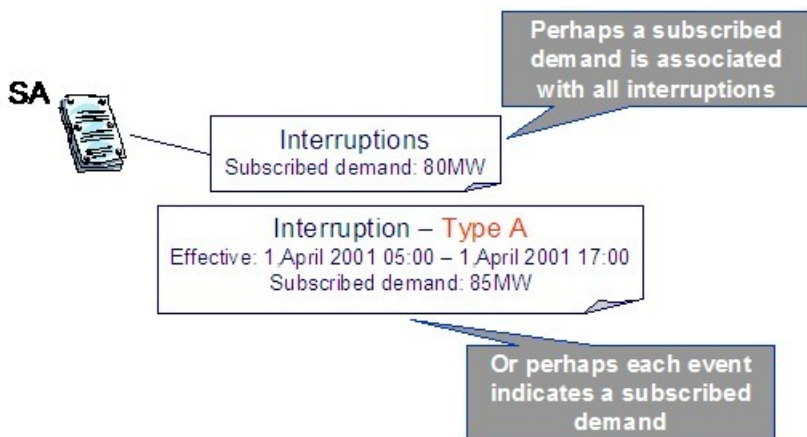 Perhaps a subscribed
demand is associated
with all interruptions
SA
Interruptions
Subscribed demand: 80MW
Interruption – Type A
Effective: 1,April 2001 05:00 – 1,April 2001 17:00
Subscribed demand: 85MW
Or perhaps each event
indicates a subscribed
demand